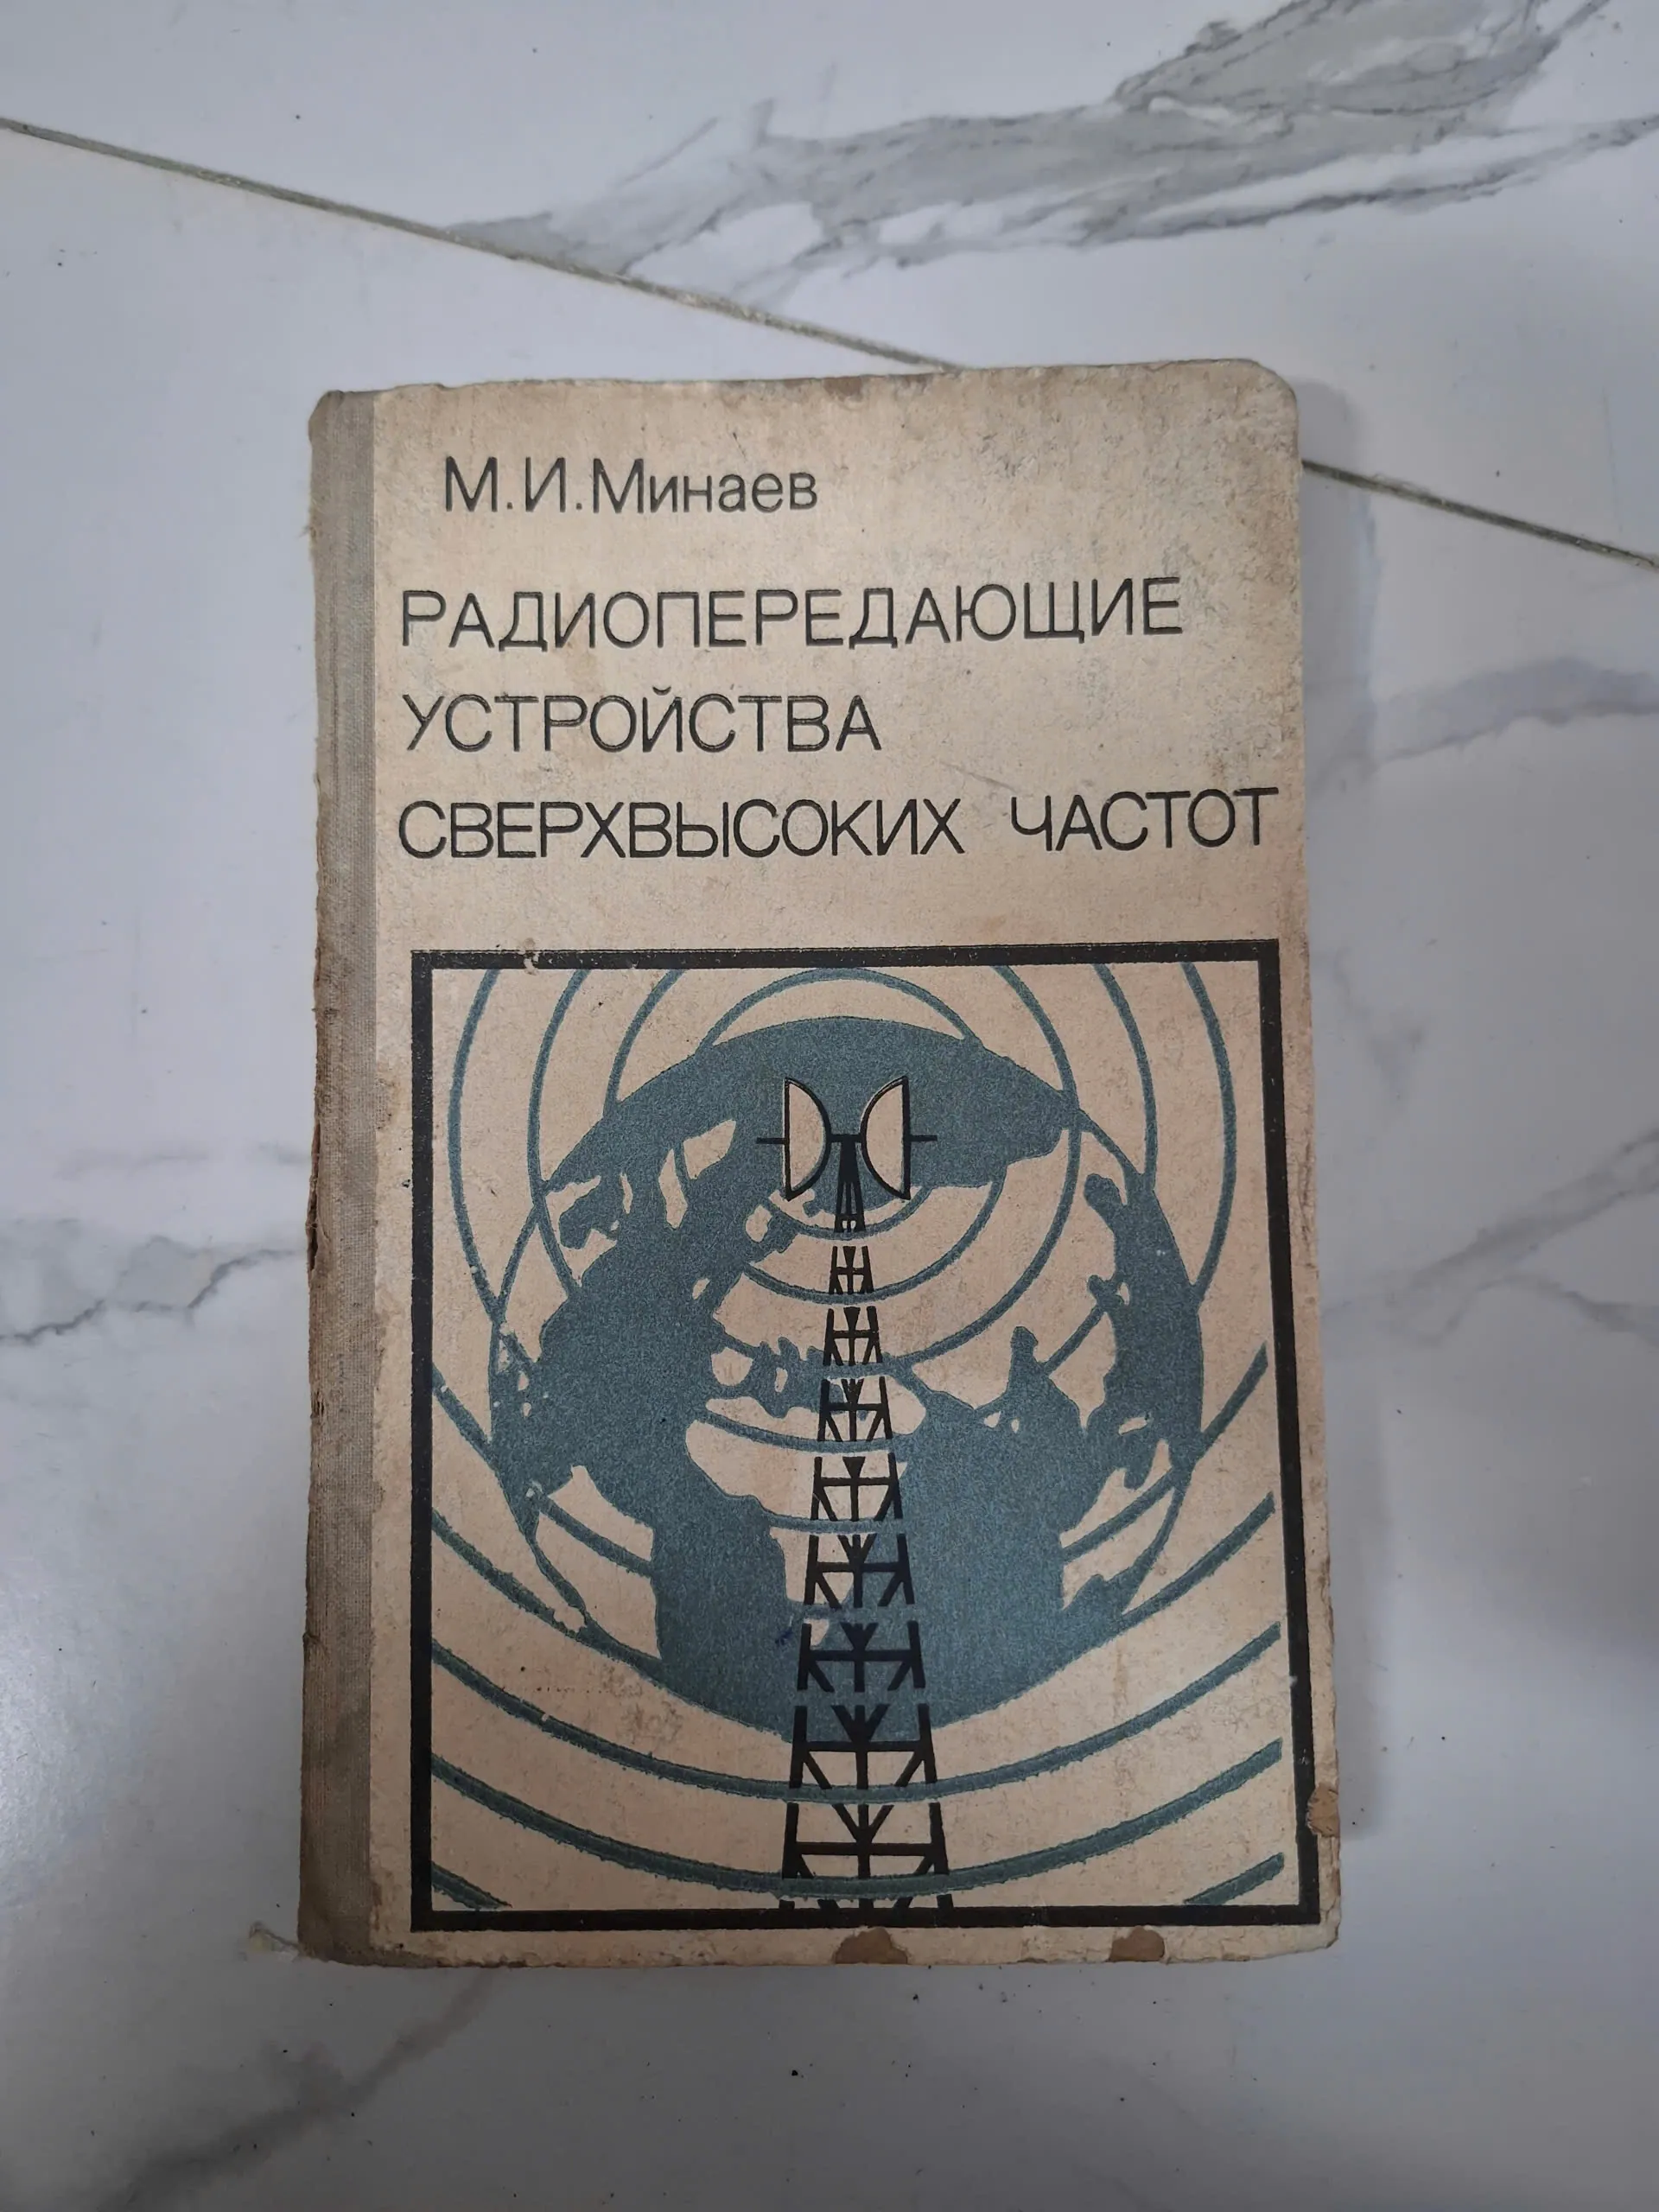 М.И.Минаев
РАДИОПЕРЕДАЮЩИЕ
УСТРОЙСТВА
СВЕРХВЫСОКИХ ЧАСТОТ